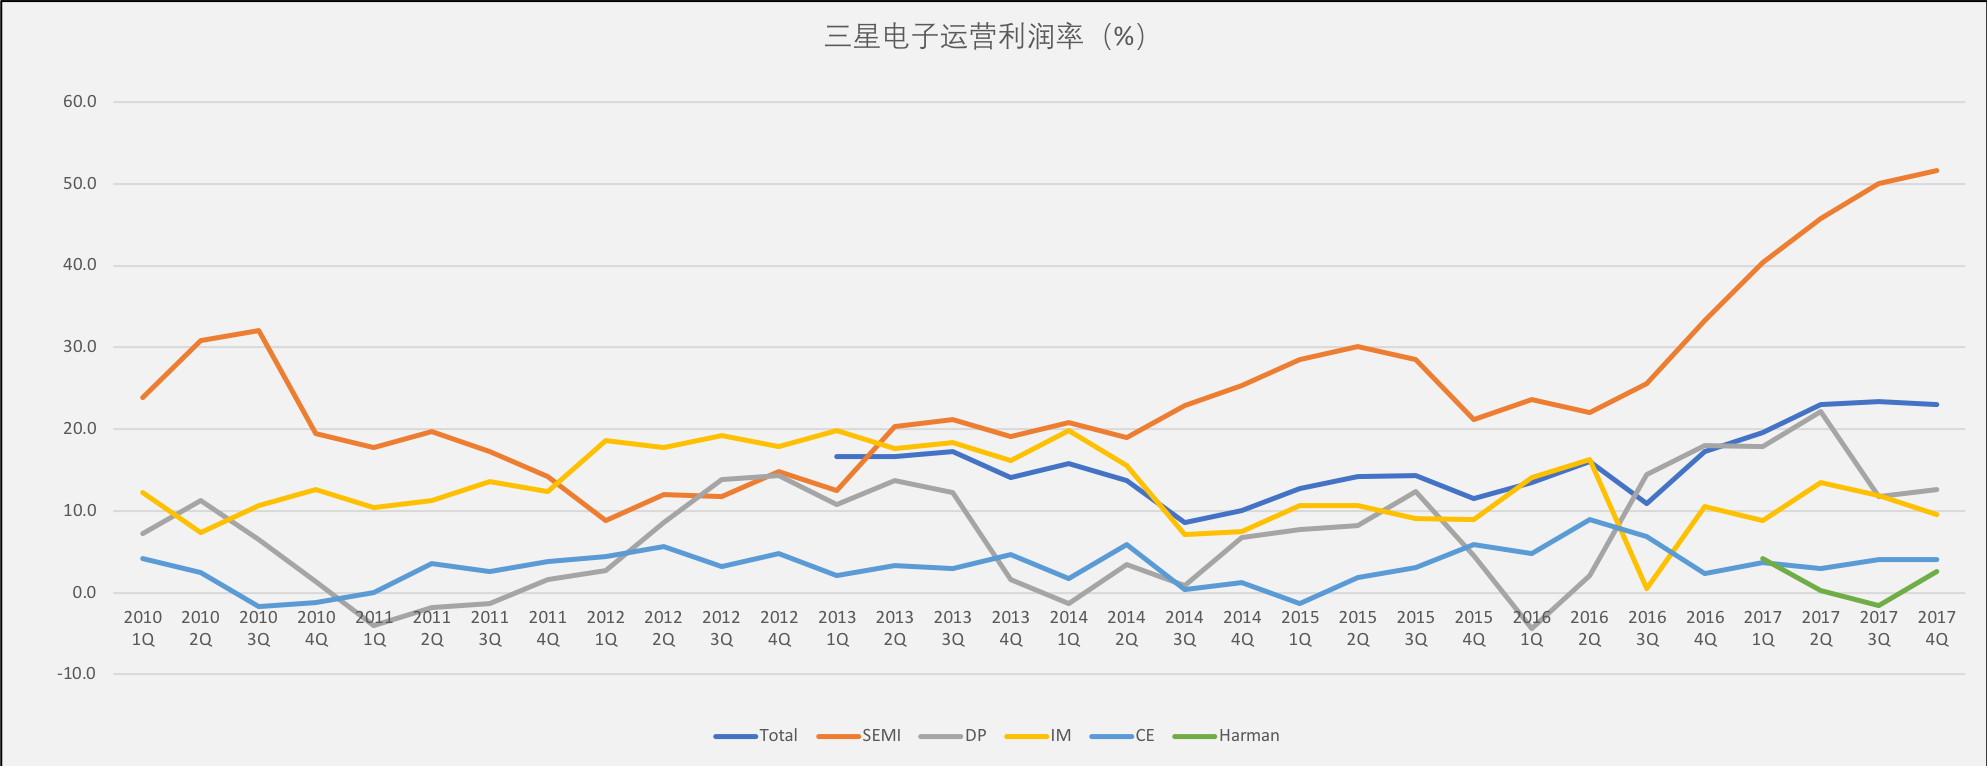 三星电子运营利润率（%）
60.0
50.0
40.0
30.0
20.0
10.0
0.0
-10.0
2010 2010 2010 2010 2011 2011 2011 2011 2012 2012 2012 2012 2013 2013 2013 2013 2014 2014 2014 2014 2015 2015 2015 2015 2016 2016 2016 2016 2017 2017 2017 2017
1Q 2Q 3Q 4Q 1Q 2Q 3Q 4Q 1Q 2Q 3Q 4Q 1Q 2Q 3Q 4Q 1Q 2Q 3Q 4Q 1Q 2Q 3Q 4Q 1Q 2Q 3Q 4Q 1Q 2Q 3Q 4Q
Total SEMI DP IM CE Harman